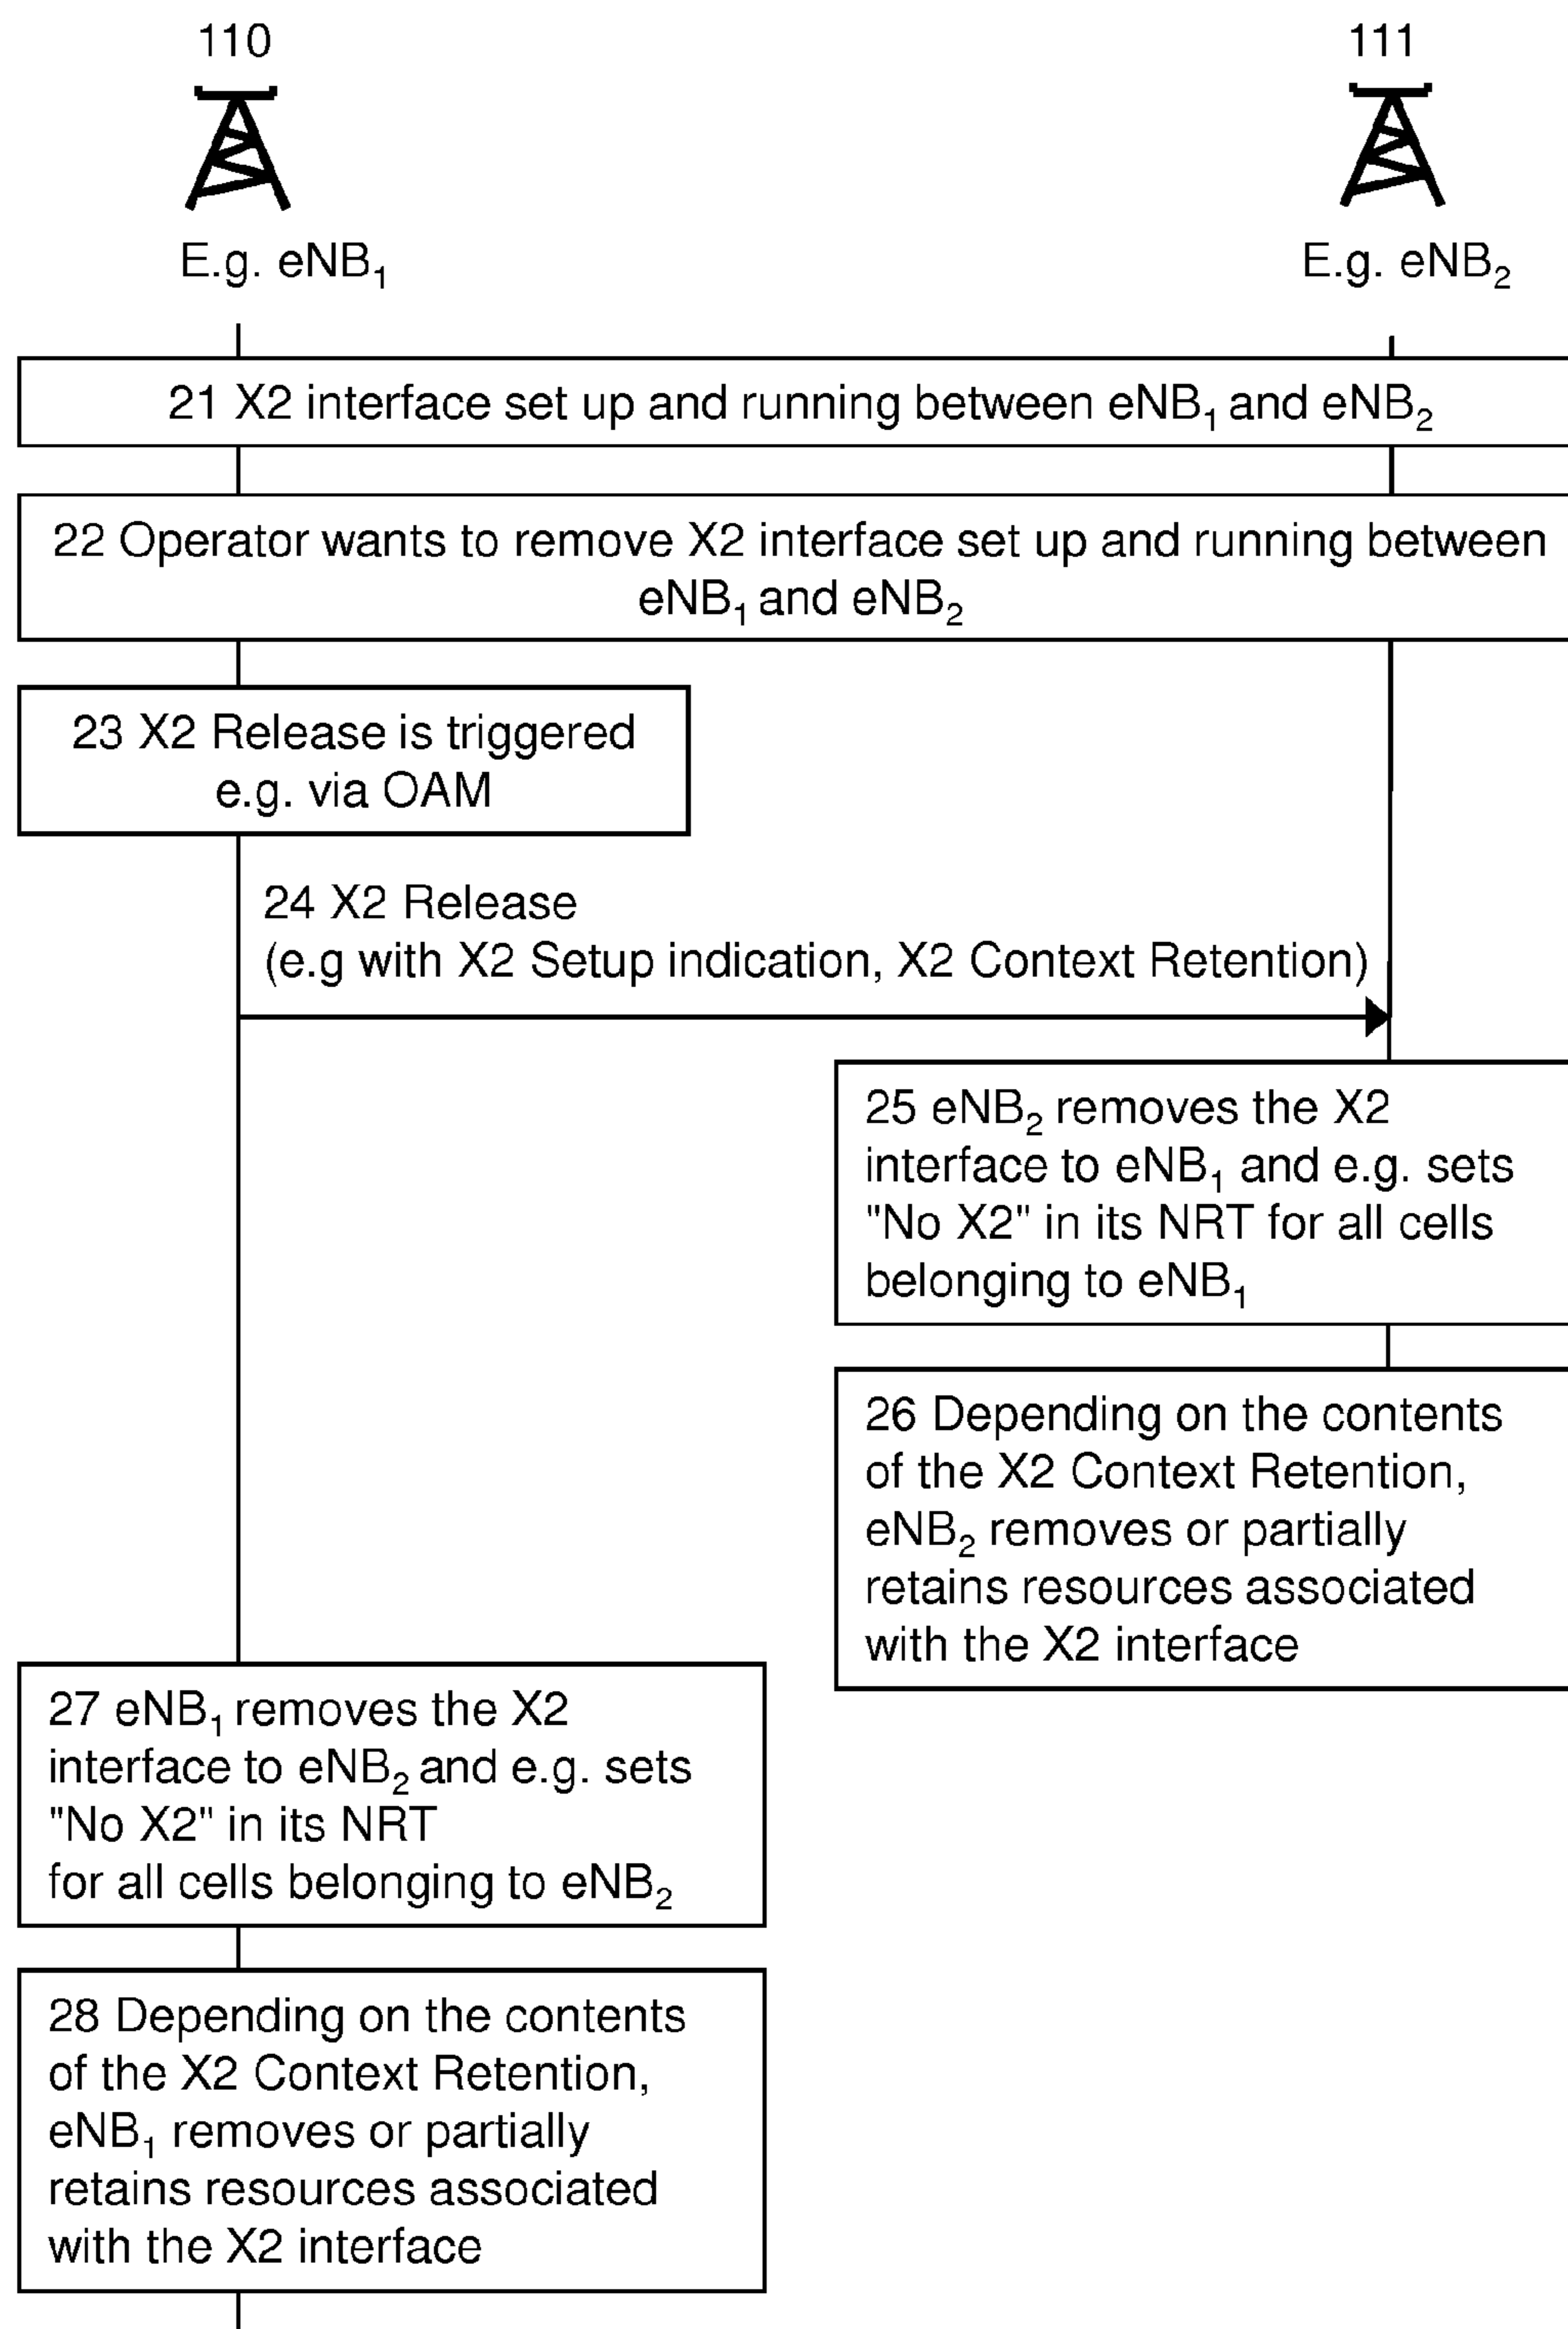 110
111
E.g. eNB₁
E.g. eNB₂
21 X2 interface set up and running between eNB₁ and eNB₂
22 Operator wants to remove X2 interface set up and running between
eNB₁ and eNB₂
23 X2 Release is triggered
e.g. via OAM
24 X2 Release
(e.g with X2 Setup indication, X2 Context Retention)
25 eNB₂ removes the X2
interface to eNB₁ and e.g. sets
"No X2" in its NRT for all cells
belonging to eNB₁
26 Depending on the contents
of the X2 Context Retention,
eNB₂ removes or partially
retains resources associated
with the X2 interface
27 eNB₁ removes the X2
interface to eNB₂ and e.g. sets
"No X2" in its NRT
for all cells belonging to eNB₂
28 Depending on the contents
of the X2 Context Retention,
eNB₁ removes or partially
retains resources associated
with the X2 interface